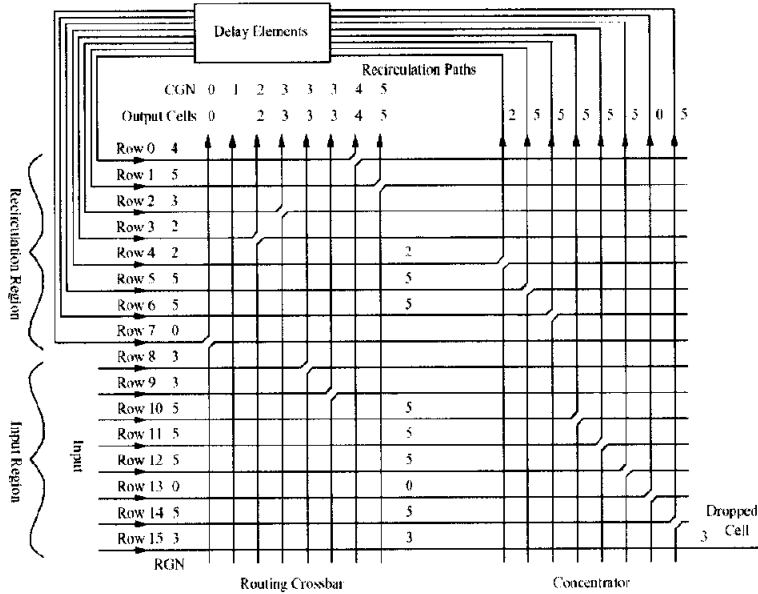 Delay Elements
Recirculation Paths
CGN 0 1 2 3 3 3 4 5
Output Cells 0 2 3 3 3 4 5
2 5 5 5 5 5 0 5
Row 0 4
Row 1 5
Row 2 3
Row 3 2
Row 4 2 2
Row 5 5 5
Row 6 5 5
Row 7 0
Row 8 3
Row 9 3
Row 10 5 5
Row 11 5 5
Row 12 5 5
Row 13 0 0
Row 14 5 5
Row 15 3 3
Recirculation Region
Input Region
Input
Dropped
3 Cell
RGN
Routing Crossbar
Concentrator